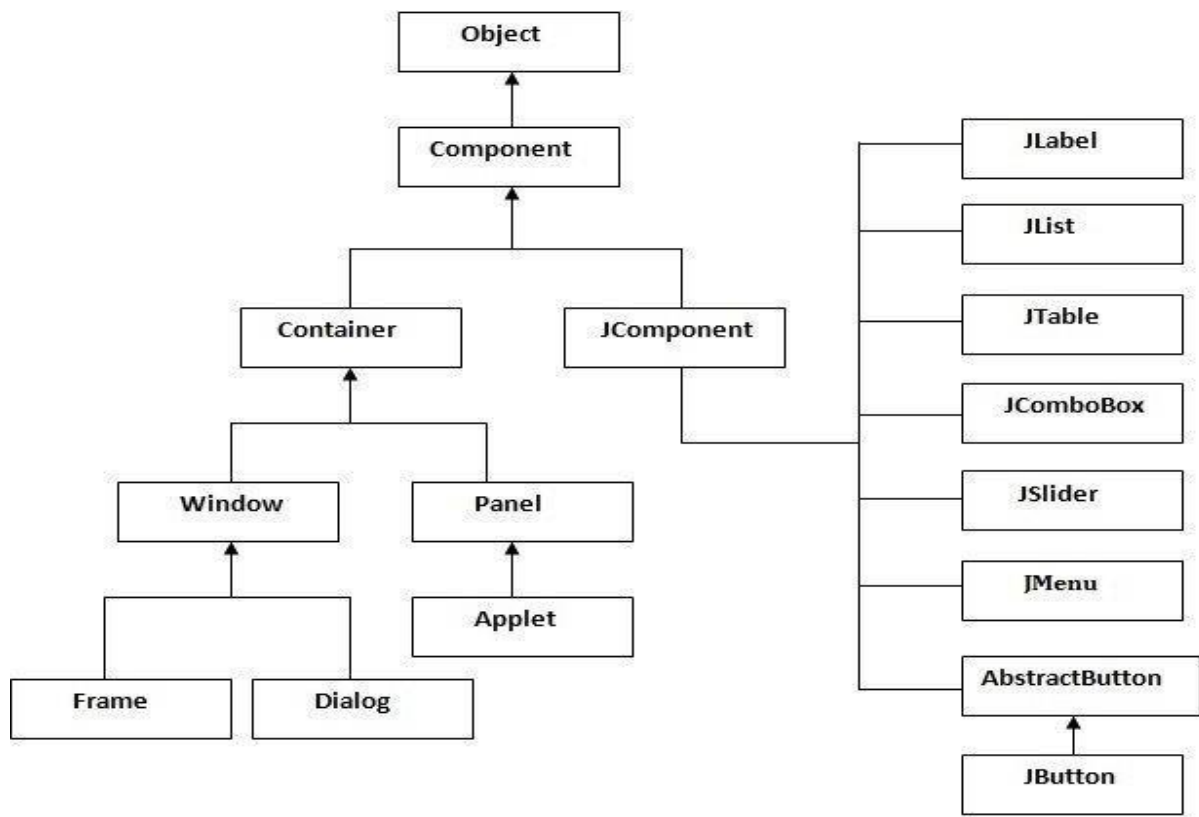 Object
Component
Container
JComponent
Window
Panel
Applet
Frame
Dialog
JLabel
JList
JTable
JComboBox
JSlider
JMenu
AbstractButton
JButton